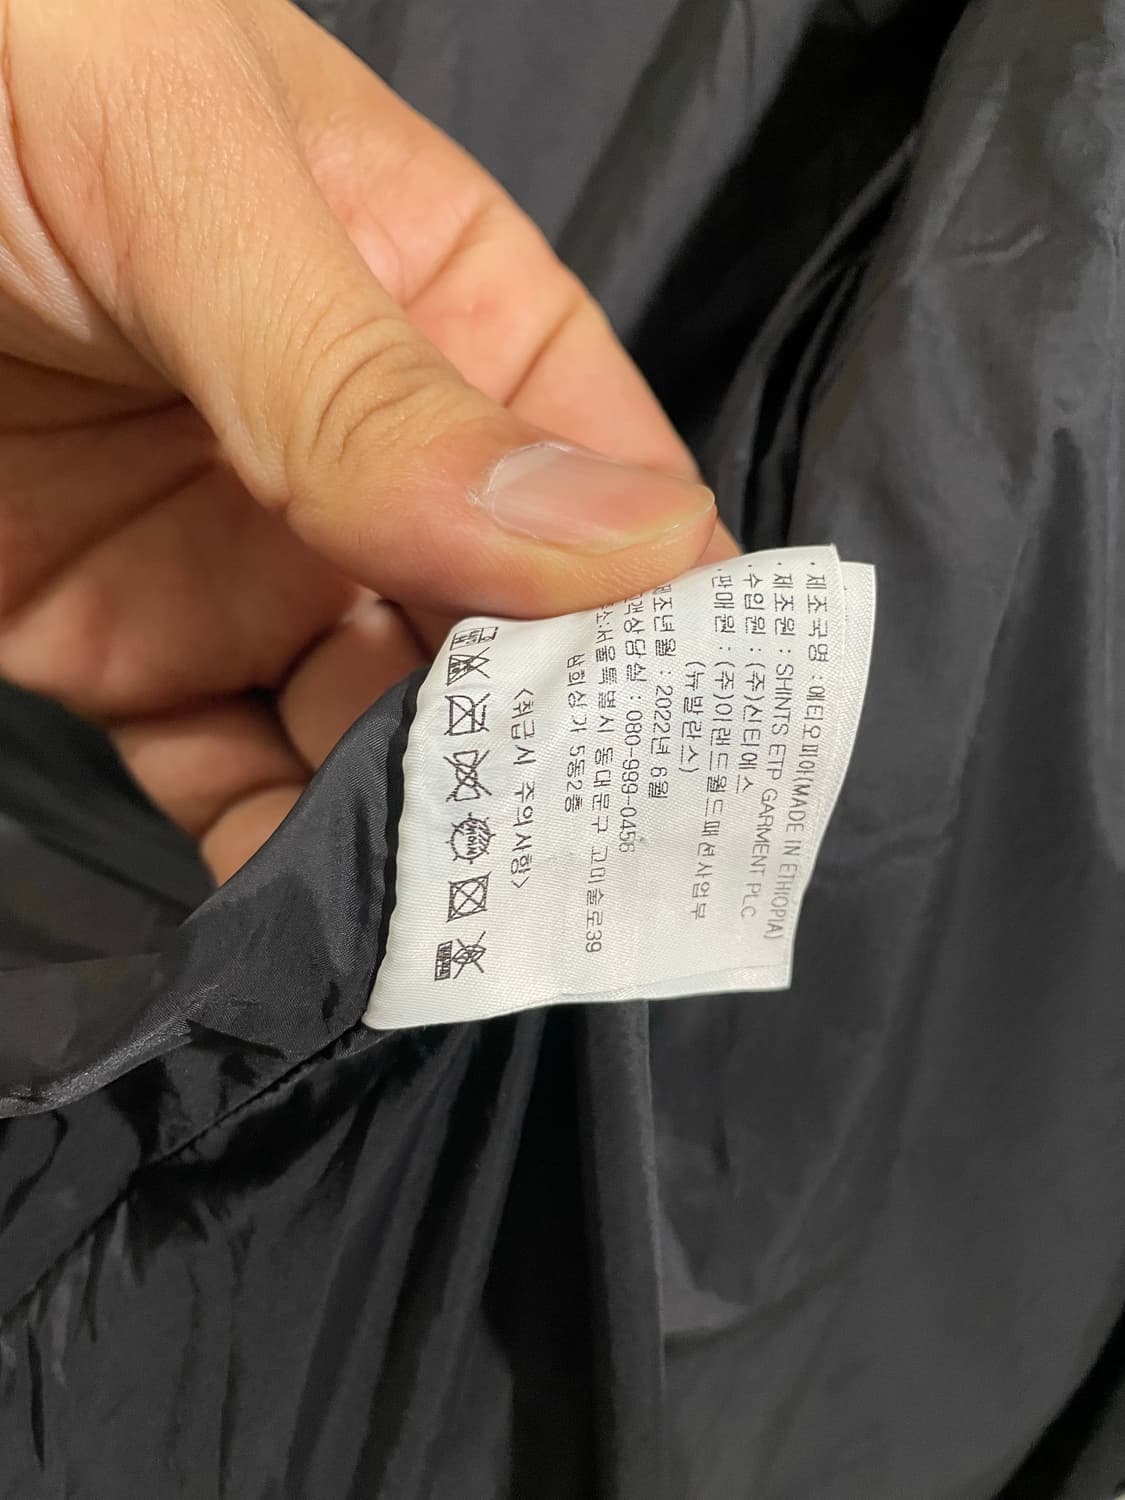 · 제조국명 : 에티오피아(MADE IN ETHIOPIA)
· 제조원 : SHINTS ETP GARMENT PLC
· 수입원 : (주)신티에스
· 판매원 : (주)이랜드월드패션사업부
(뉴발란스)
제조년월 : 2022년 6월
고객상담실 : 080-999-0456
주소:서울특별시 동대문구 고미술로39
5동2층
<취급시 주의사항>